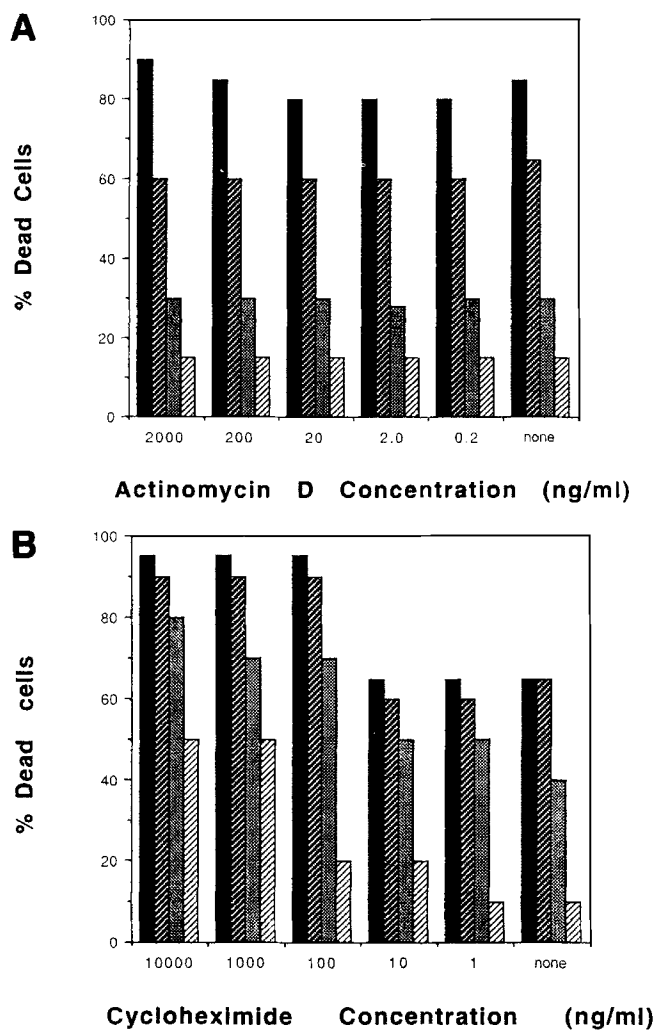 A
% Dead Cells
100
80
60
40
20
0
2000 200 20 2.0 0.2 none
Actinomycin D Concentration (ng/ml)
B
% Dead cells
100
80
60
40
20
0
10000 1000 100 10 1 none
Cycloheximide Concentration (ng/ml)